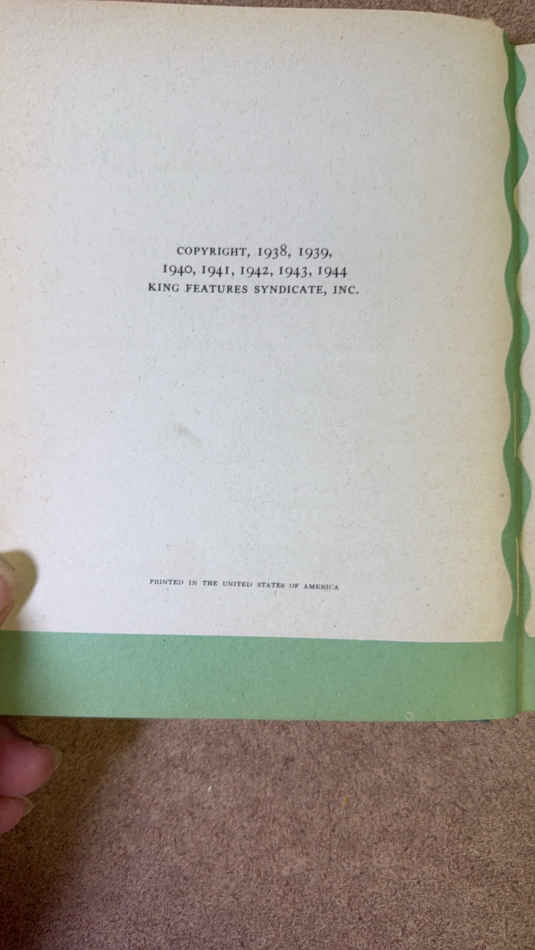 COPYRIGHT, 1938, 1939,
1940, 1941, 1942, 1943, 1944
KING FEATURES SYNDICATE, INC.
PRINTED IN THE UNITED STATES OF AMERICA